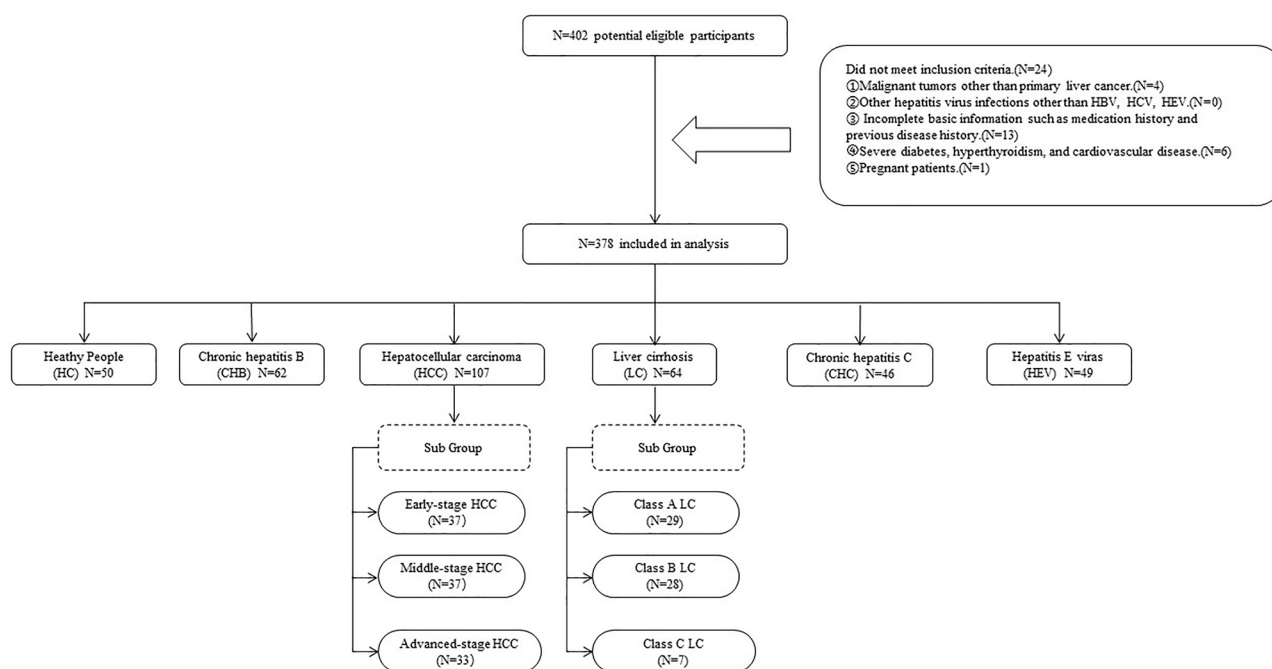 N=402 potential eligible participants
Did not meet inclusion criteria.(N=24)
①Malignant tumors other than primary liver cancer.(N=4)
②Other hepatitis virus infections other than HBV, HCV, HEV.(N=0)
③ Incomplete basic information such as medication history and
previous disease history.(N=13)
④Severe diabetes, hyperthyroidism, and cardiovascular disease.(N=6)
⑤Pregnant patients.(N=1)
N=378 included in analysis
Heathy People
(HC) N=50
Chronic hepatitis B
(CHB) N=62
Hepatocellular carcinoma
(HCC) N=107
Liver cirrhosis
(LC) N=64
Chronic hepatitis C
(CHC) N=46
Hepatitis E viras
(HEV) N=49
Sub Group
Early-stage HCC
(N=37)
Middle-stage HCC
(N=37)
Advanced-stage HCC
(N=33)
Sub Group
Class A LC
(N=29)
Class B LC
(N=28)
Class C LC
(N=7)